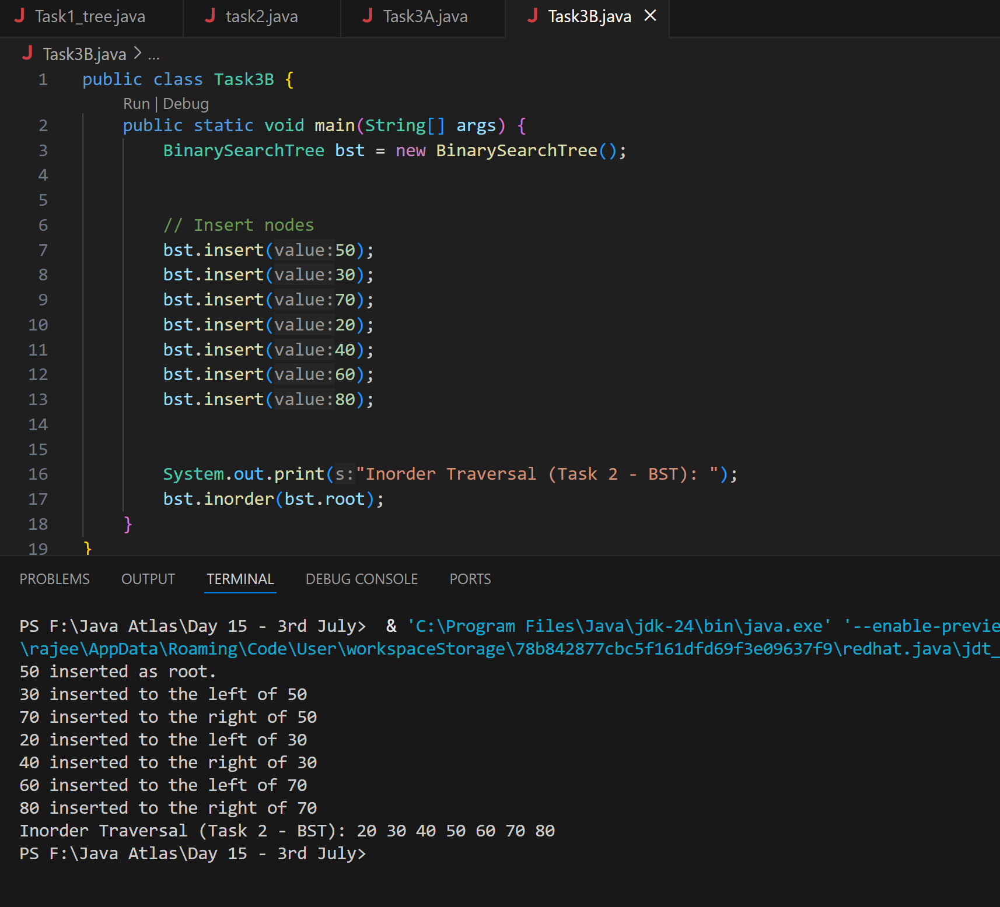 Task1_tree.java task2.java Task3A.java Task3B.java
Task3B.java > ...
1 public class Task3B {
Run | Debug
2 public static void main(String[] args) {
3 BinarySearchTree bst = new BinarySearchTree();
4
5
6 // Insert nodes
7 bst.insert(value:50);
8 bst.insert(value:30);
9 bst.insert(value:70);
10 bst.insert(value:20);
11 bst.insert(value:40);
12 bst.insert(value:60);
13 bst.insert(value:80);
14
15
16 System.out.print(s:"Inorder Traversal (Task 2 - BST): ");
17 bst.inorder(bst.root);
18 }
19 }
PROBLEMS OUTPUT TERMINAL DEBUG CONSOLE PORTS
PS F:\Java Atlas\Day 15 - 3rd July>  & 'C:\Program Files\Java\jdk-24\bin\java.exe' '--enable-previe
\rajee\AppData\Roaming\Code\User\workspaceStorage\78b842877cbc5f161dfd69f3e09637f9\redhat.java\jdt_
50 inserted as root.
30 inserted to the left of 50
70 inserted to the right of 50
20 inserted to the left of 30
40 inserted to the right of 30
60 inserted to the left of 70
80 inserted to the right of 70
Inorder Traversal (Task 2 - BST): 20 30 40 50 60 70 80
PS F:\Java Atlas\Day 15 - 3rd July>